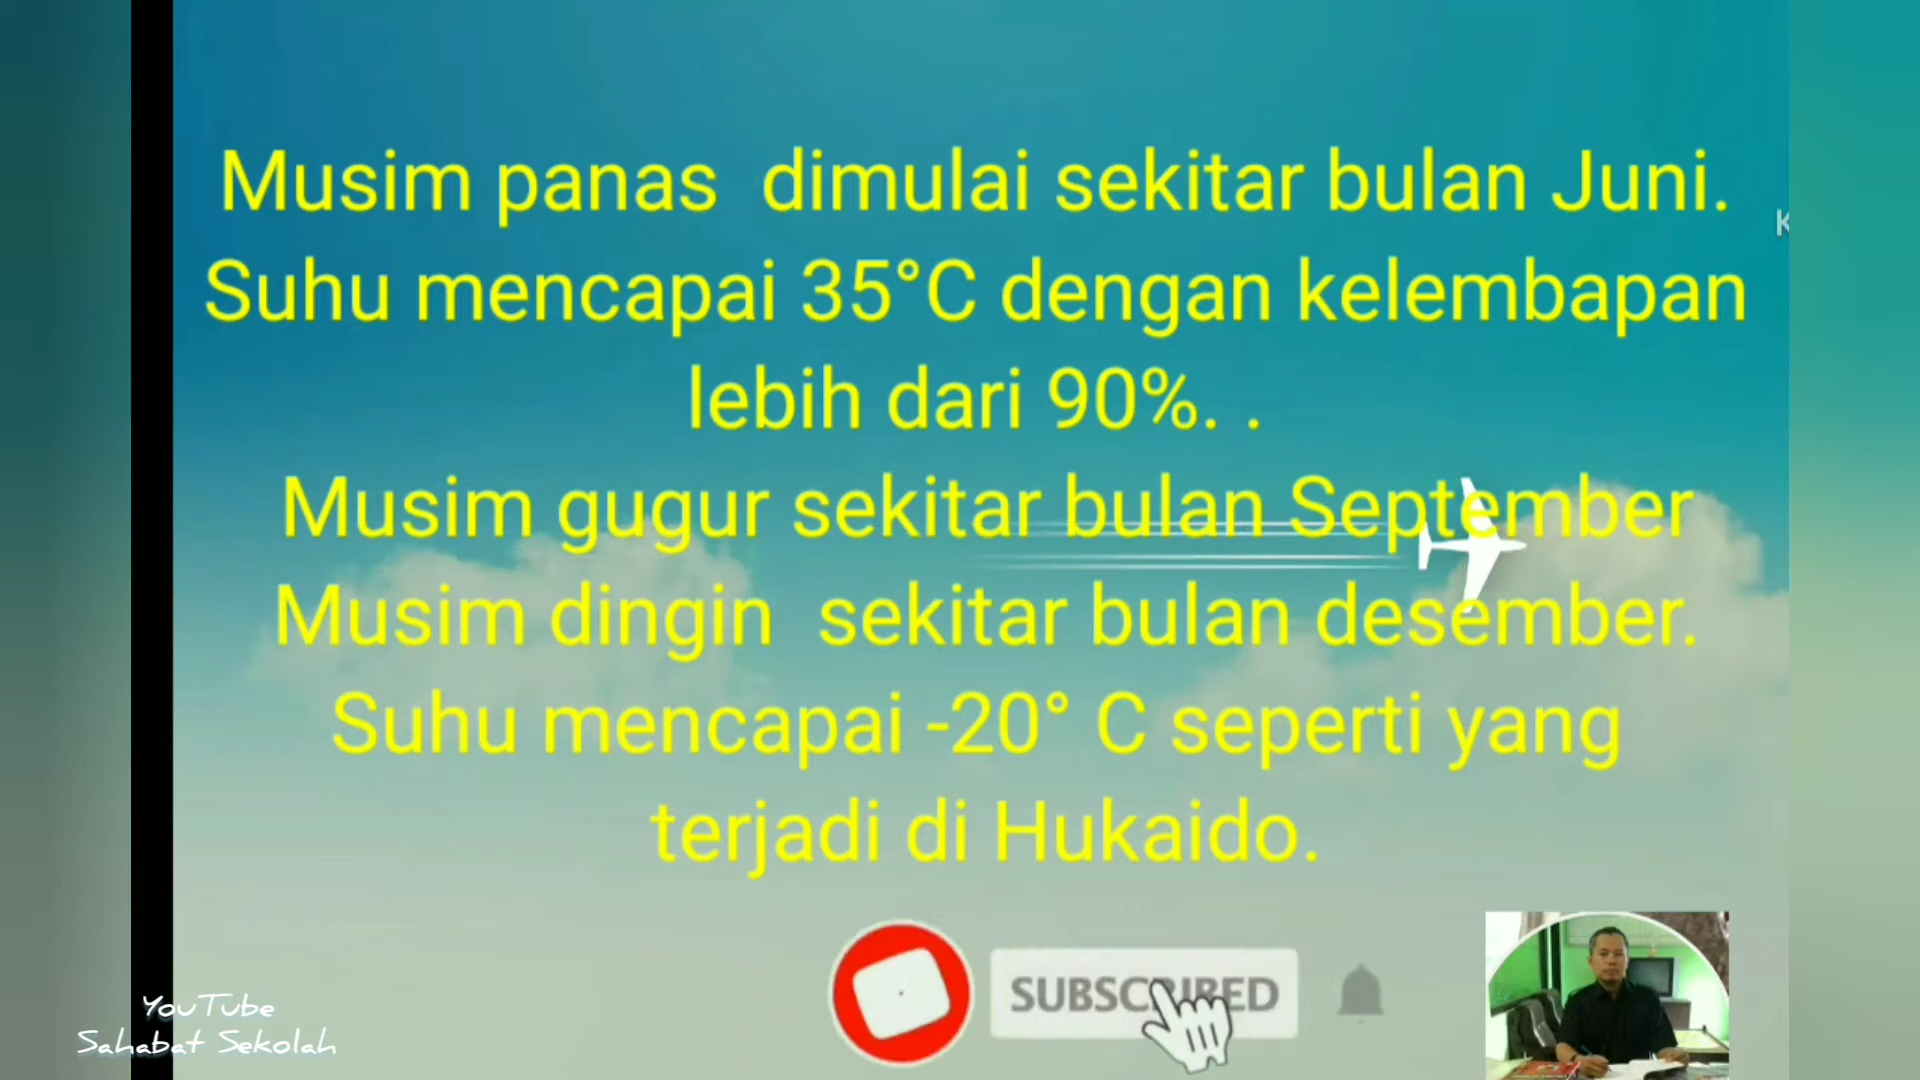 Musim panas  dimulai sekitar bulan Juni.
Suhu mencapai 35°C dengan kelembapan
lebih dari 90%. .
Musim gugur sekitar bulan September
Musim dingin  sekitar bulan desember.
Suhu mencapai -20° C seperti yang
terjadi di Hukaido.
SUBSCRIBED
YouTube
Sahabat Sekolah